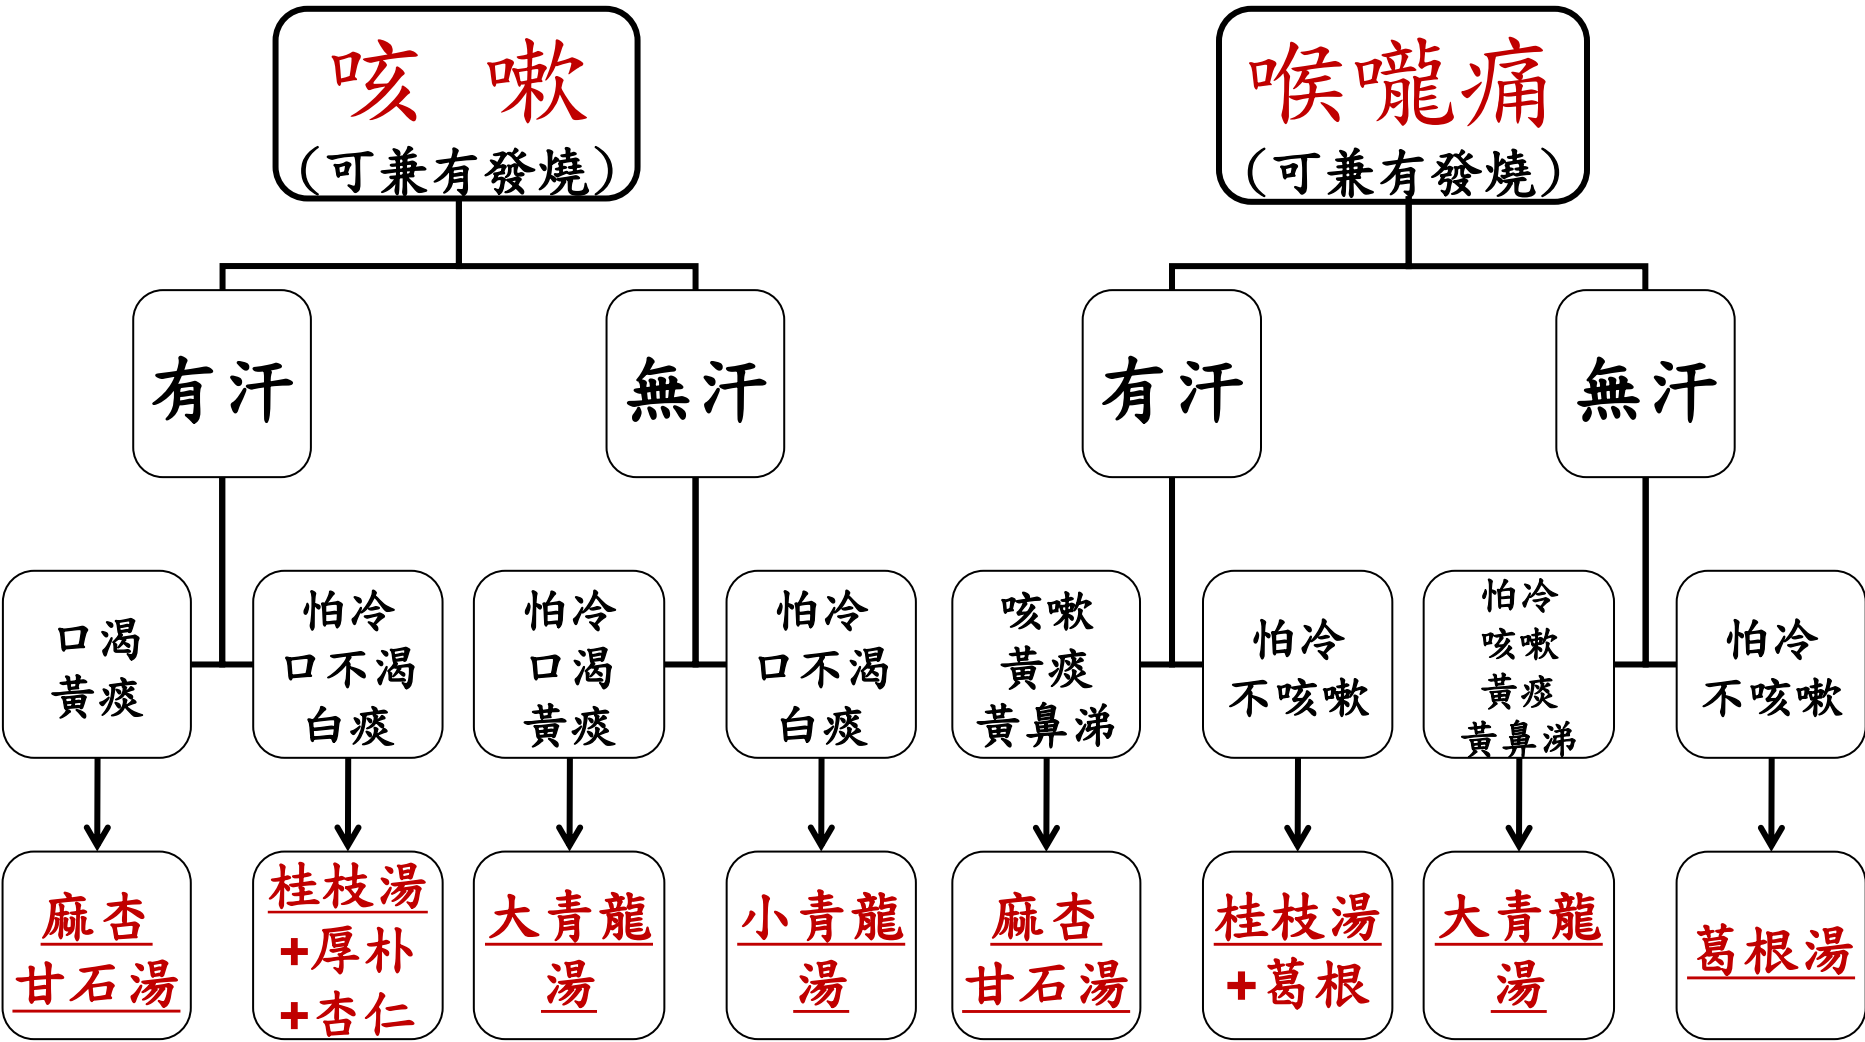 咳 嗽
（可兼有發燒）
喉嚨痛
（可兼有發燒）
有汗
無汗
有汗
無汗
口渴
黃痰
怕冷
口不渴
白痰
怕冷
口渴
黃痰
怕冷
口不渴
白痰
咳嗽
黃痰
黃鼻涕
怕冷
不咳嗽
怕冷
咳嗽
黃痰
黃鼻涕
怕冷
不咳嗽
麻杏
甘石湯
桂枝湯
+厚朴
+杏仁
大青龍
湯
小青龍
湯
麻杏
甘石湯
桂枝湯
+葛根
大青龍
湯
葛根湯